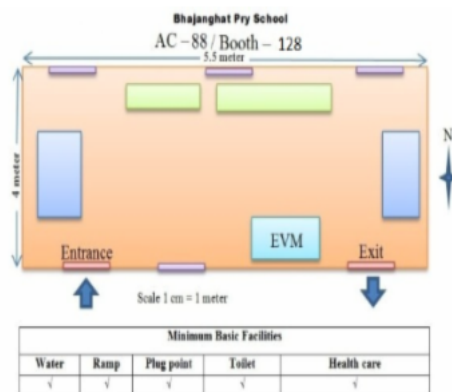 Bhajanghat Pry School
AC - 88 / Booth - 128
5.5 meter
4 meter
N
Entrance
EVM
Exit
Scale 1 cm = 1 meter
Minimum Basic Facilities
Water Ramp Plug point Toilet Health care
√ √ √ √ √